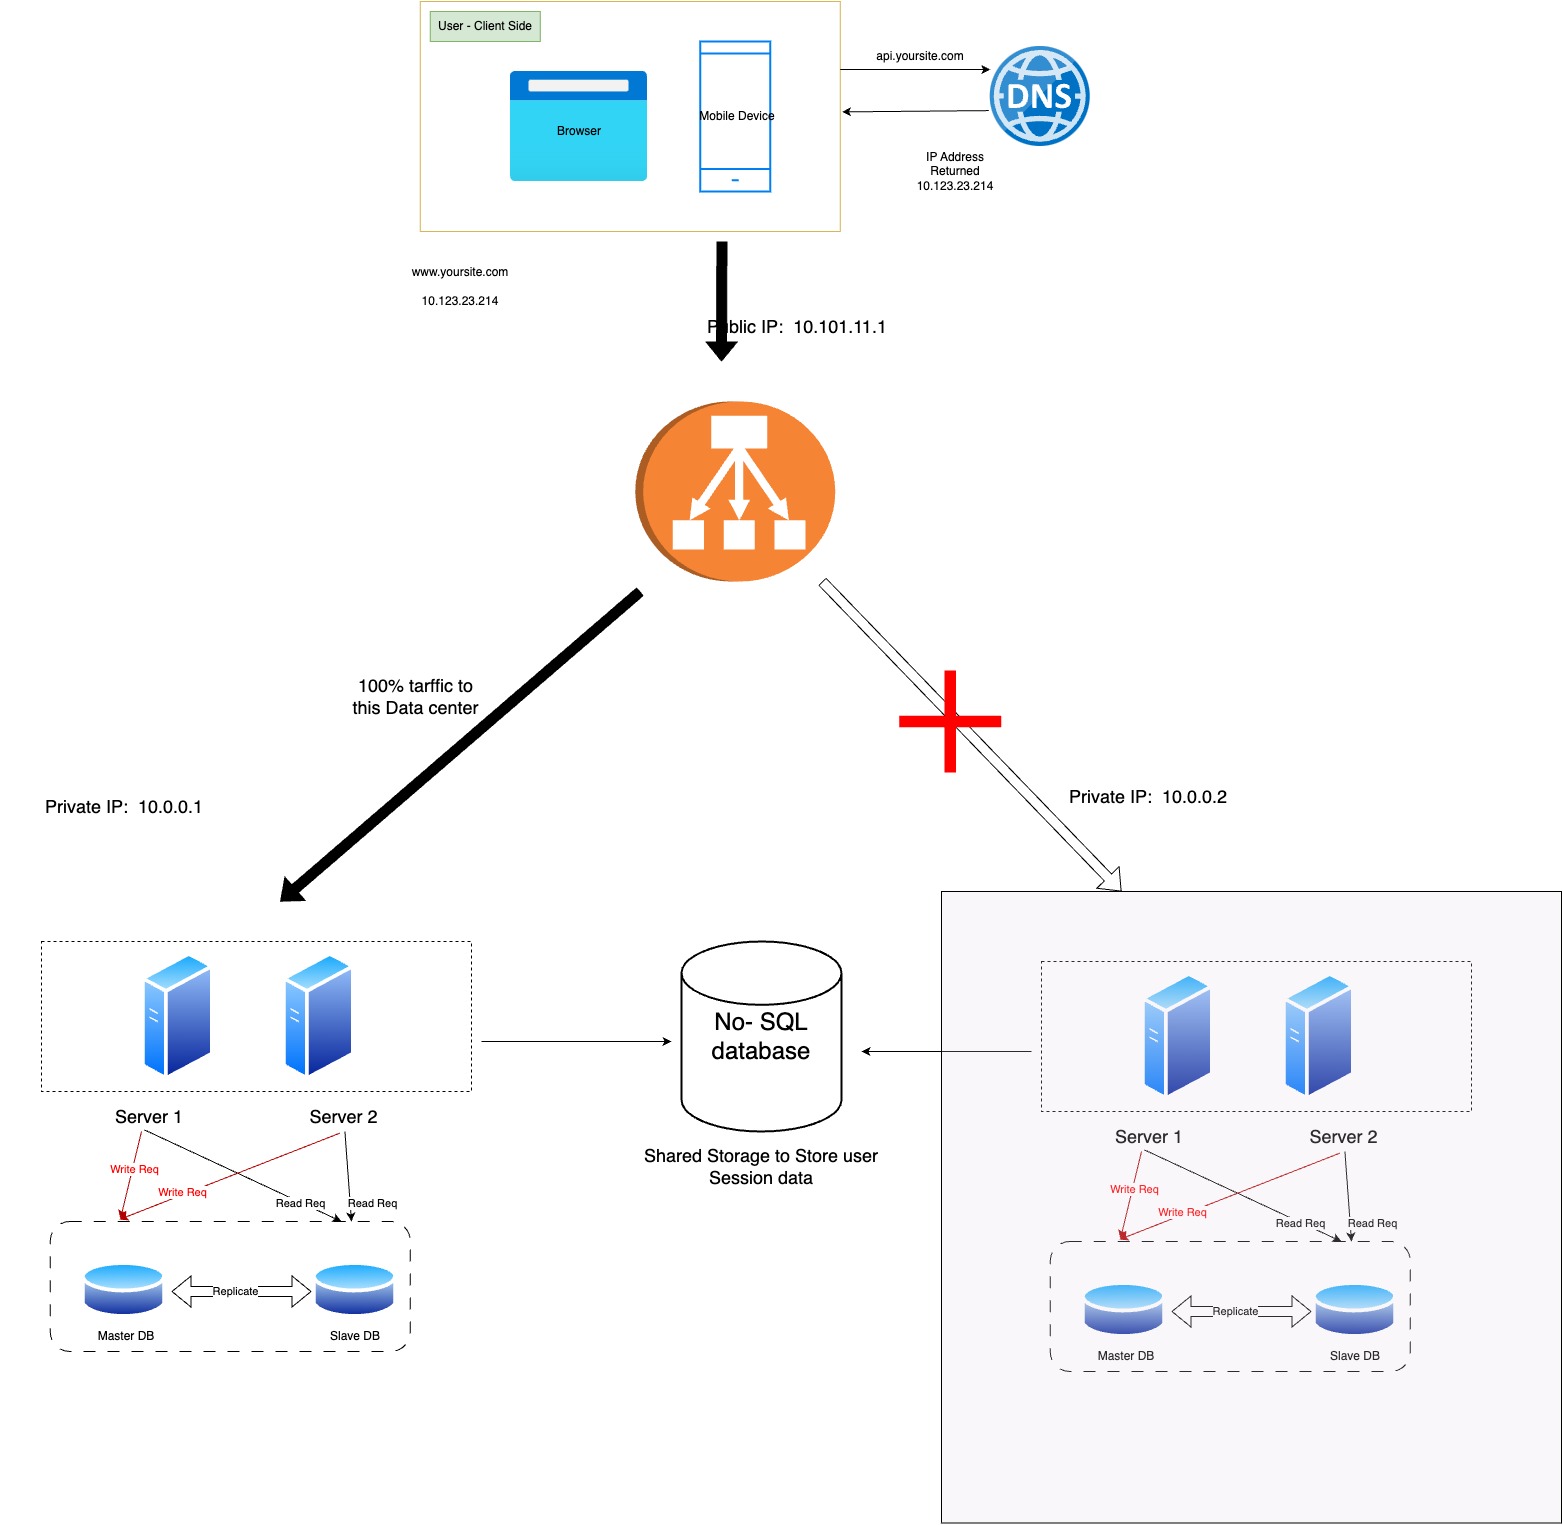 User - Client Side
Browser
Mobile Device
api.yoursite.com
DNS
IP Address
Returned
10.123.23.214
www.yoursite.com
10.123.23.214
Public IP: 10.101.11.1
100% tarffic to
this Data center
Private IP: 10.0.0.1
Private IP: 10.0.0.2
No- SQL
database
Shared Storage to Store user
Session data
Server 1
Server 2
Write Req
Write Req
Read Req
Read Req
Replicate
Master DB
Slave DB
Server 1
Server 2
Write Req
Write Req
Read Req
Read Req
Replicate
Master DB
Slave DB